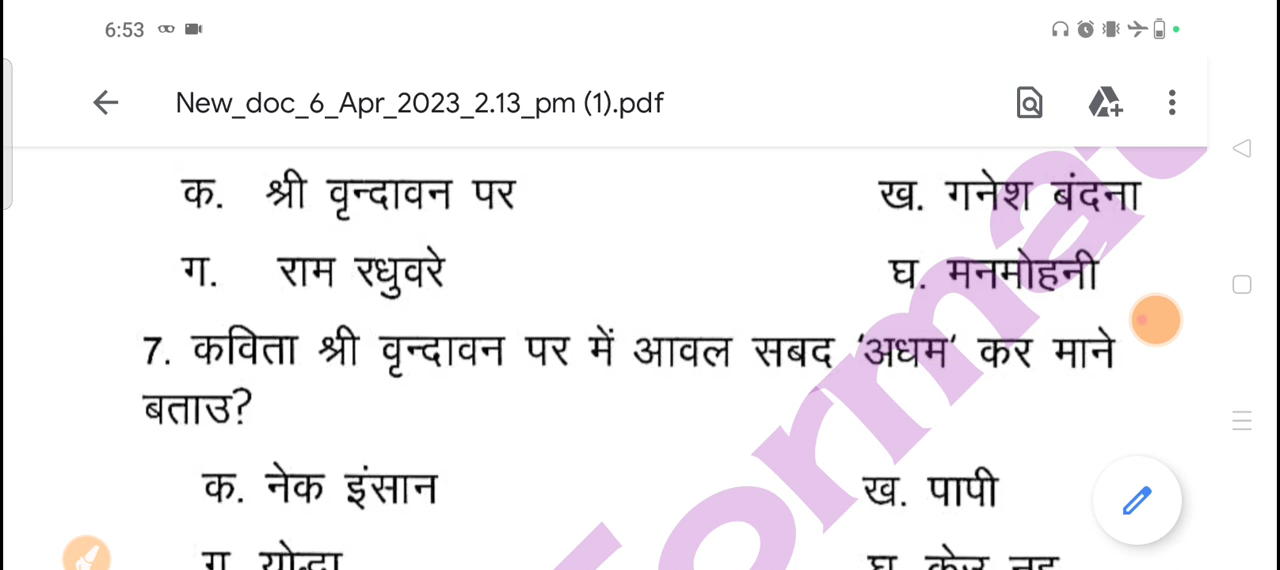 6:53
New_doc_6_Apr_2023_2.13_pm (1).pdf
क. श्री वृन्दावन पर ख. गनेश बंदना
ग. राम रधुवरे घ. मनमोहनी
7. कविता श्री वृन्दावन पर में आवल सबद ‘अधम‘ कर माने
बताउ?
क. नेक इंसान ख. पापी
ग. योद्धा घ. केउ नइ